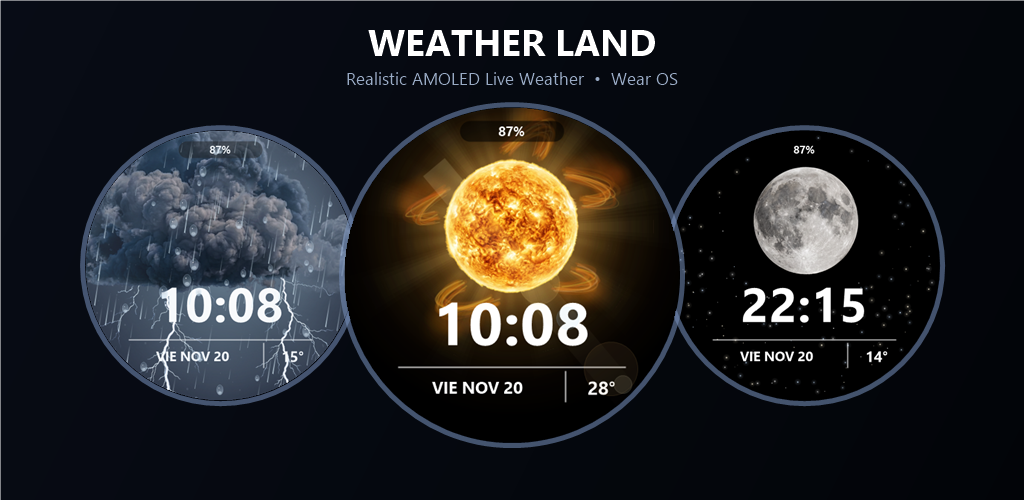 WEATHER LAND
Realistic AMOLED Live Weather • Wear OS
87%
10:08
VIE NOV 20 15°
87%
10:08
VIE NOV 20 28°
87%
22:15
VIE NOV 20 14°